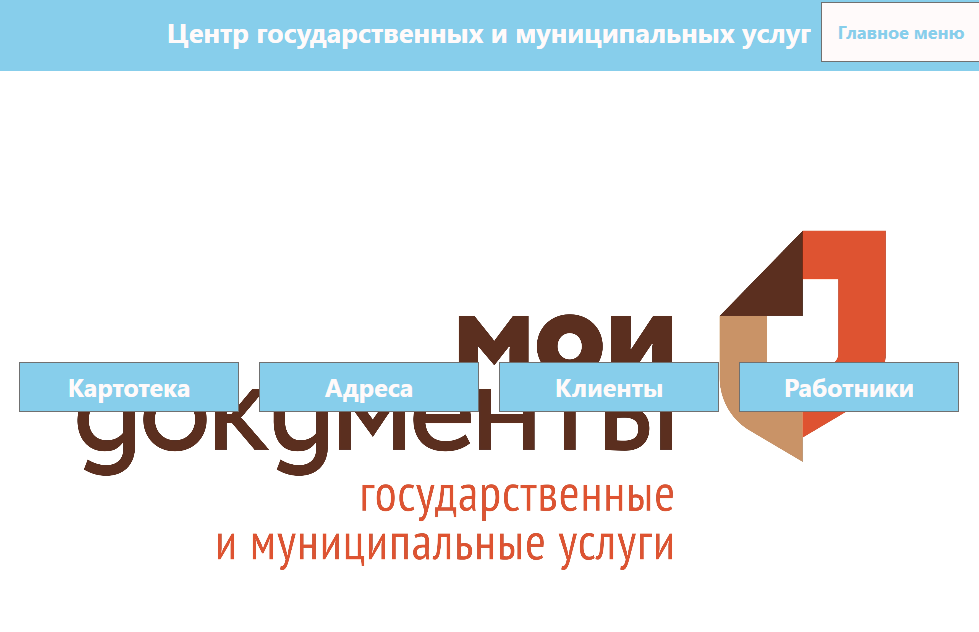 Центр государственных и муниципальных услуг
Главное меню
мои
Картотека
Адреса
Клиенты
Работники
документы
государственные
и муниципальные услуги